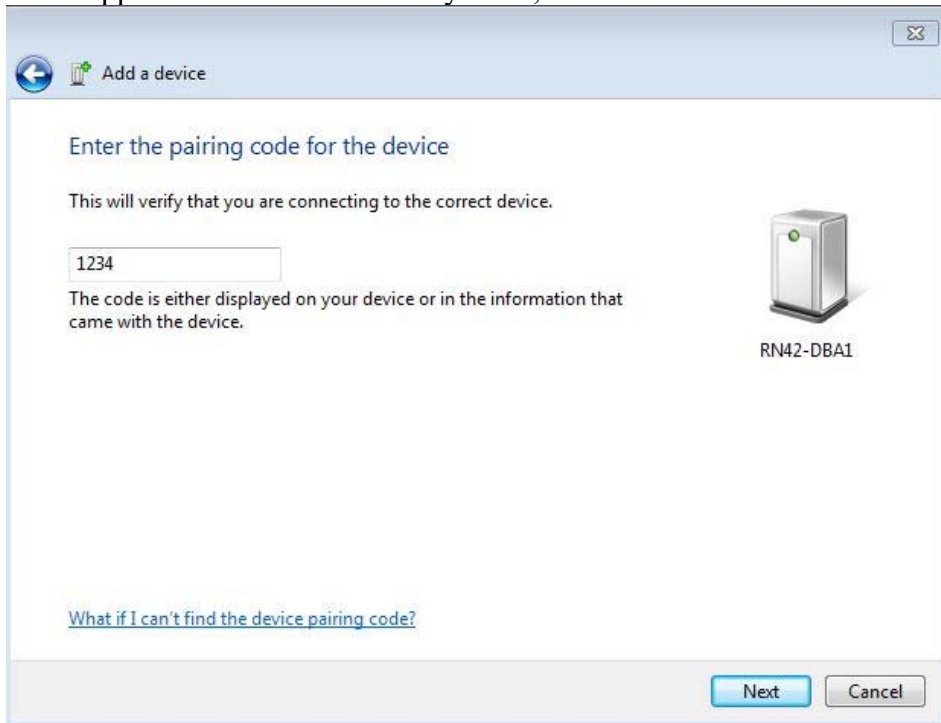 Add a device
Enter the pairing code for the device
This will verify that you are connecting to the correct device.
1234
The code is either displayed on your device or in the information that
came with the device.
RN42-DBA1
What if I can't find the device pairing code?
Next Cancel